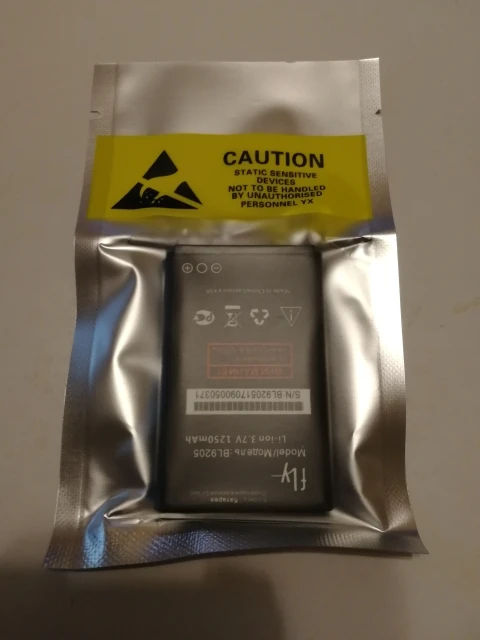 CAUTION
STATIC SENSITIVE
DEVICES
NOT TO BE HANDLED
BY UNAUTHORISED
PERSONNEL YX
fly
Model/Модель:BL9205
Li-ion 3.7V 1250mAh
S/N:BL920517090050371